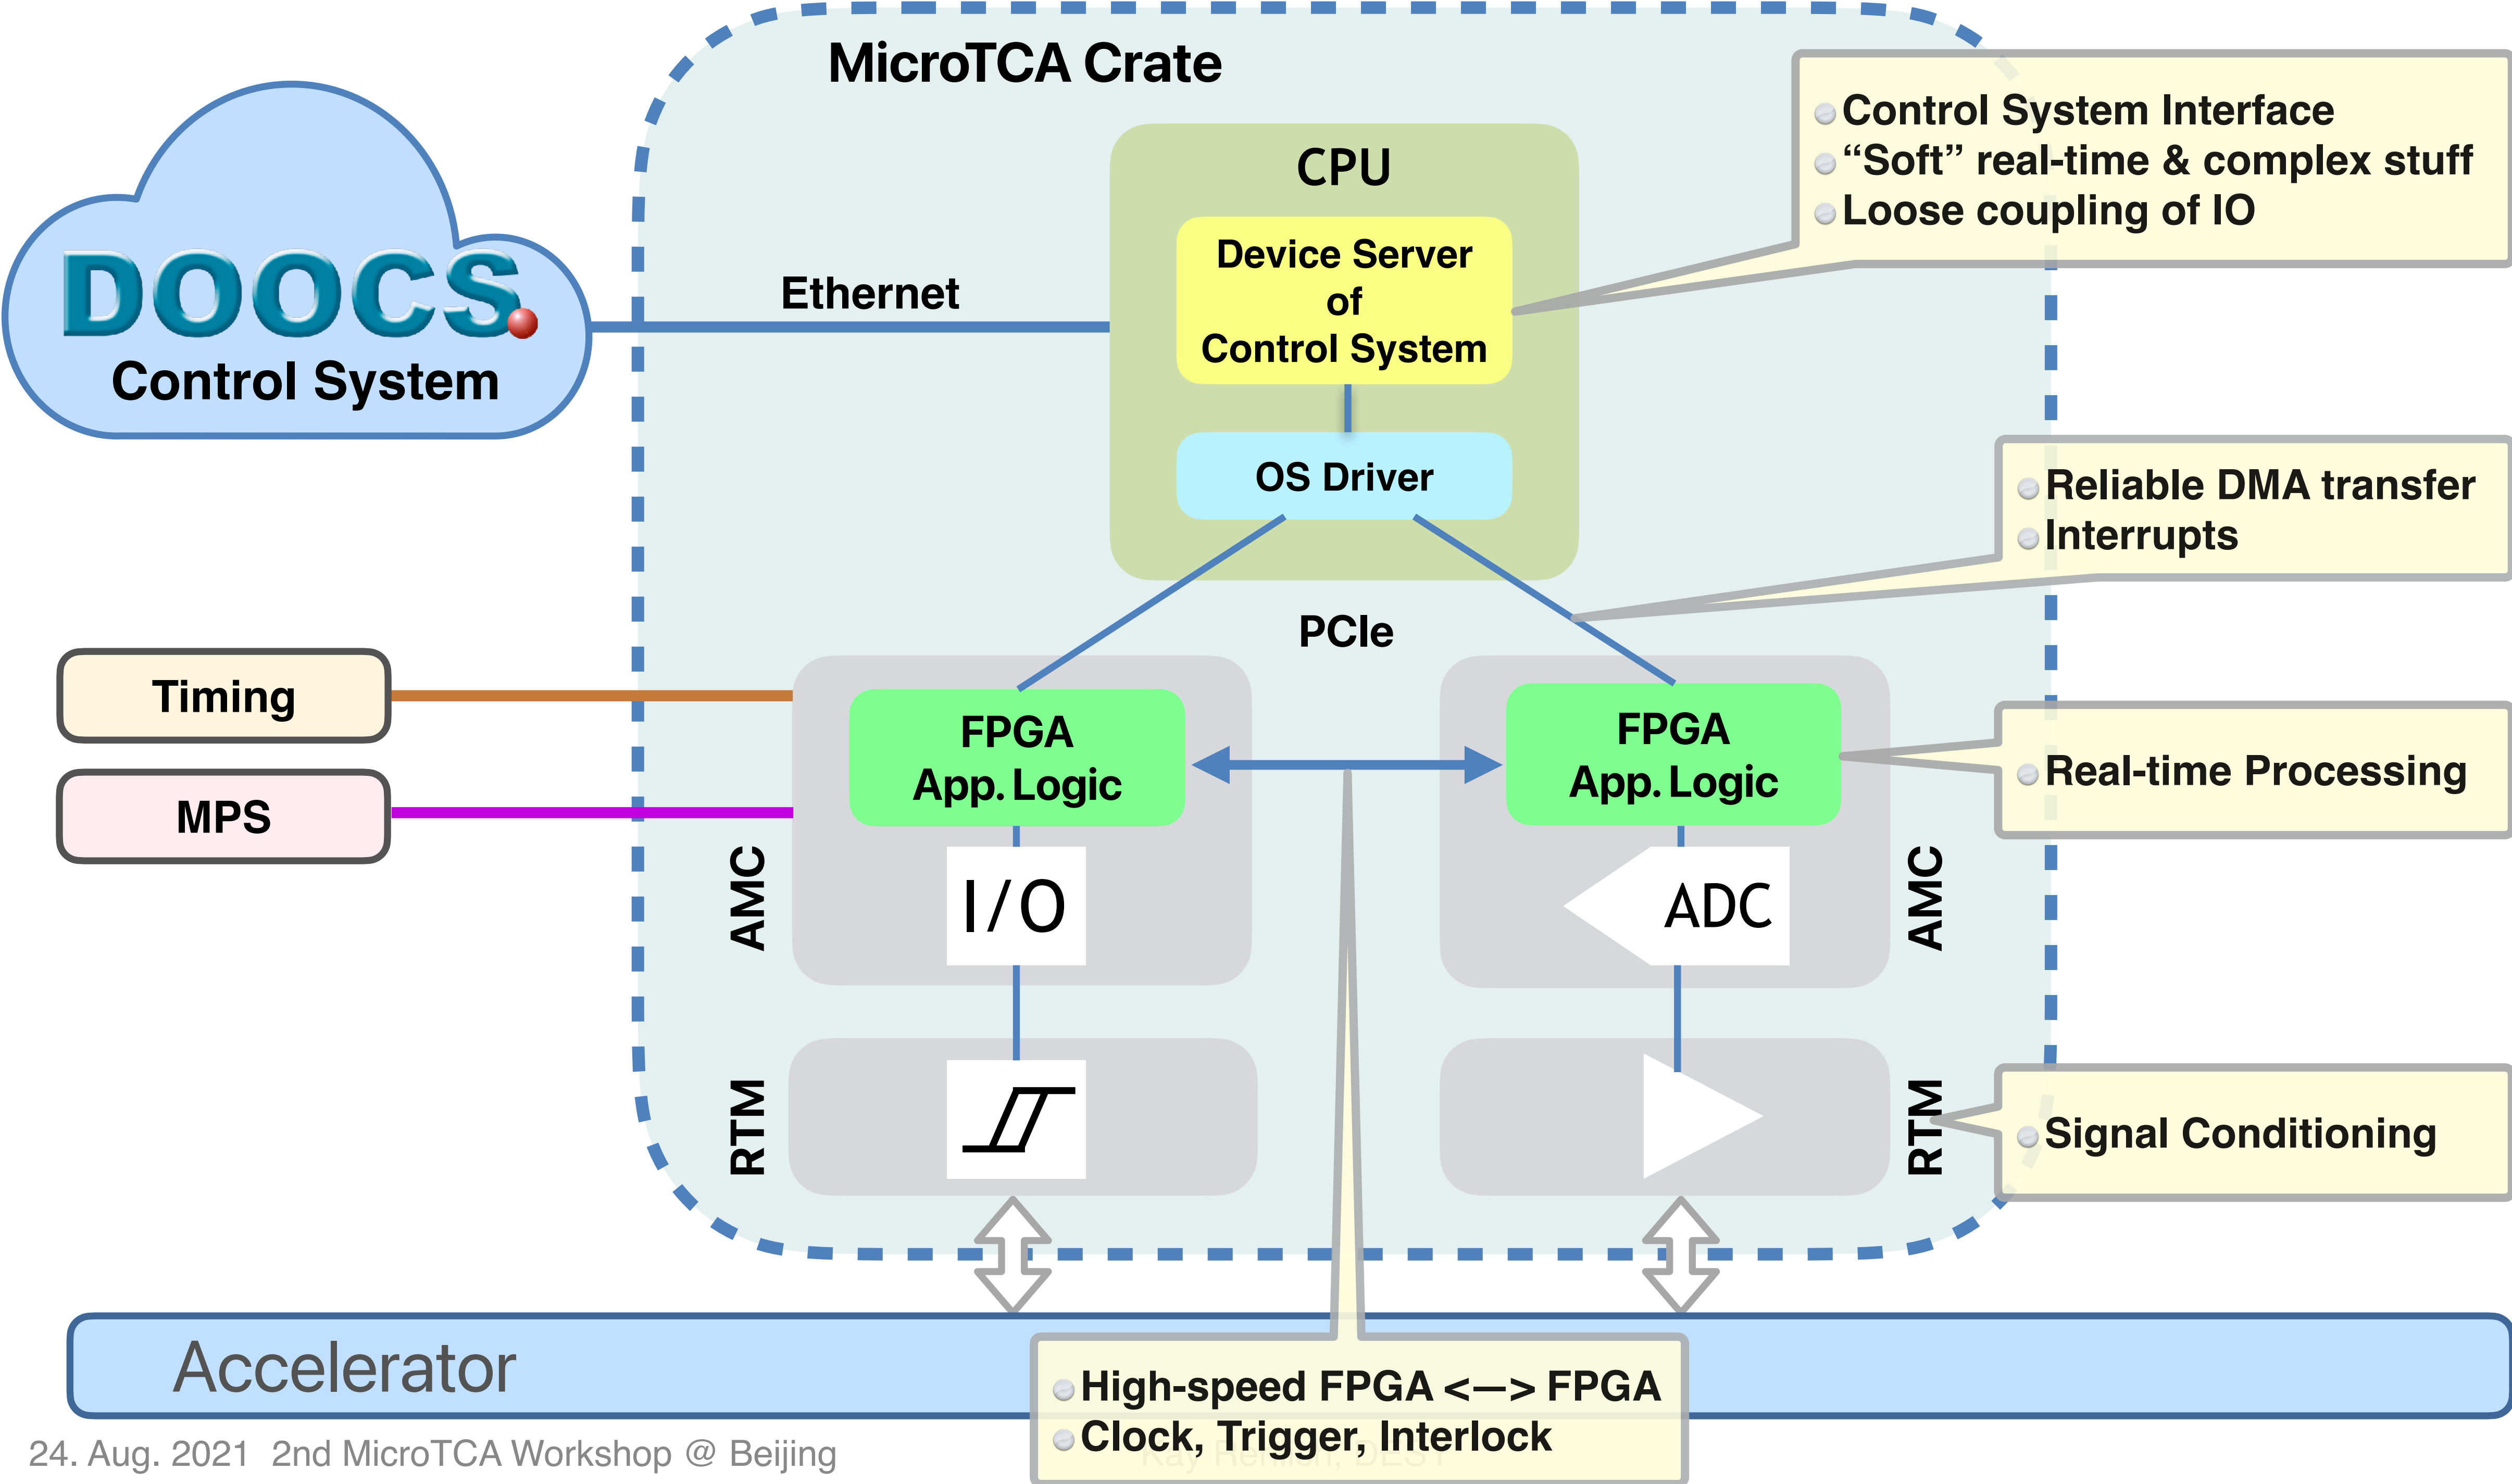 MicroTCA Crate
Control System Interface
“Soft” real-time & complex stuff
Loose coupling of IO
CPU
Device Server
of
Control System
DOOCS
Control System
Ethernet
OS Driver
Reliable DMA transfer
Interrupts
PCIe
Timing
MPS
FPGA
App. Logic
FPGA
App. Logic
Real-time Processing
AMC
I/O
ADC
AMC
RTM
RTM
Signal Conditioning
Accelerator
High-speed FPGA <—> FPGA
Clock, Trigger, Interlock
24. Aug. 2021 2nd MicroTCA Workshop @ Beijing